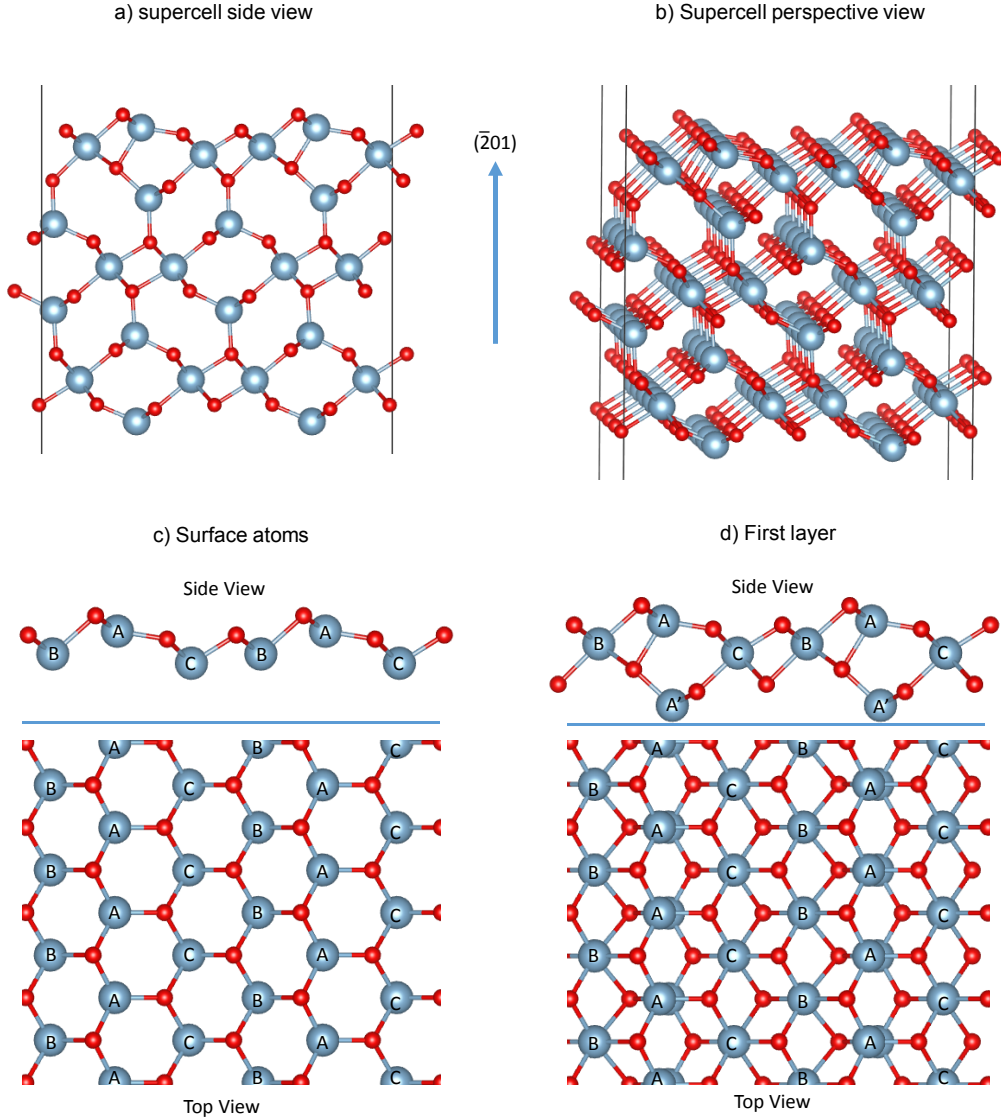 a) supercell side view
b) Supercell perspective view
(2̅01)
c) Surface atoms
Side View
B A C B A C
A B C
B C A
A B C
B C A
A B C
B C A
A B C
B C A
A B C
Top View
d) First layer
Side View
B A C B A C
A' A'
A B C
B C A
A B C
B C A
A B C
B C A
A B C
B C A
A B C
Top View